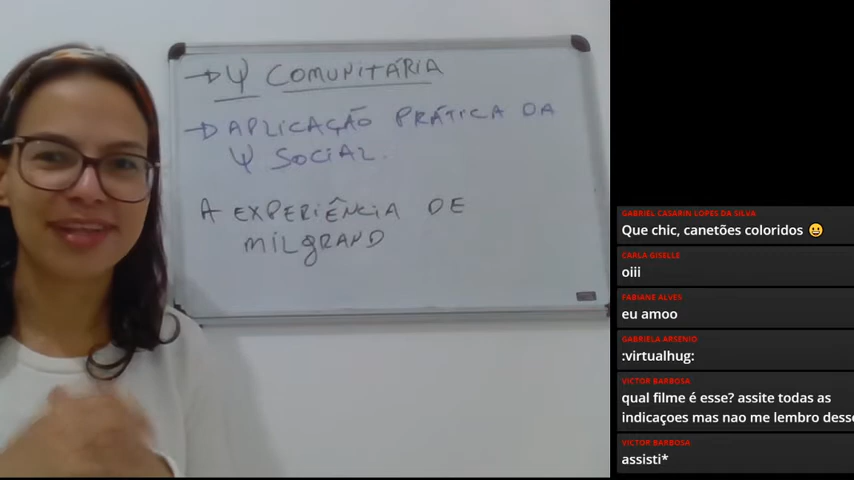 → Ψ COMUNITÁRIA
→ APLICAÇÃO PRÁTICA DA
Ψ SOCIAL.
A EXPERIÊNCIA DE
MILGRAND
GABRIEL CASARIN LOPES DA SILVA
Que chic, canetões coloridos 😀
CARLA GISELLE
oiii
FABIANE ALVES
eu amoo
GABRIELA ARSENIO
:virtualhug:
VICTOR BARBOSA
qual filme é esse? assite todas as
indicaçoes mas nao me lembro desse
VICTOR BARBOSA
assisti*